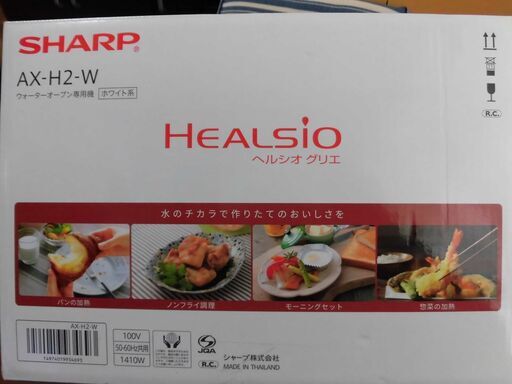 SHARP
AX-H2-W
ウォーターオーブン専用機 ホワイト系
R.C.
HEALSIO
ヘルシオ グリエ
水のチカラで作りたてのおいしさを
パンの加熱
ノンフライ調理
モーニングセット
惣菜の加熱
AX-H2-W
100V
50-60Hz共用
1410W
JQA
R.C.
シャープ株式会社
MADE IN THAILAND